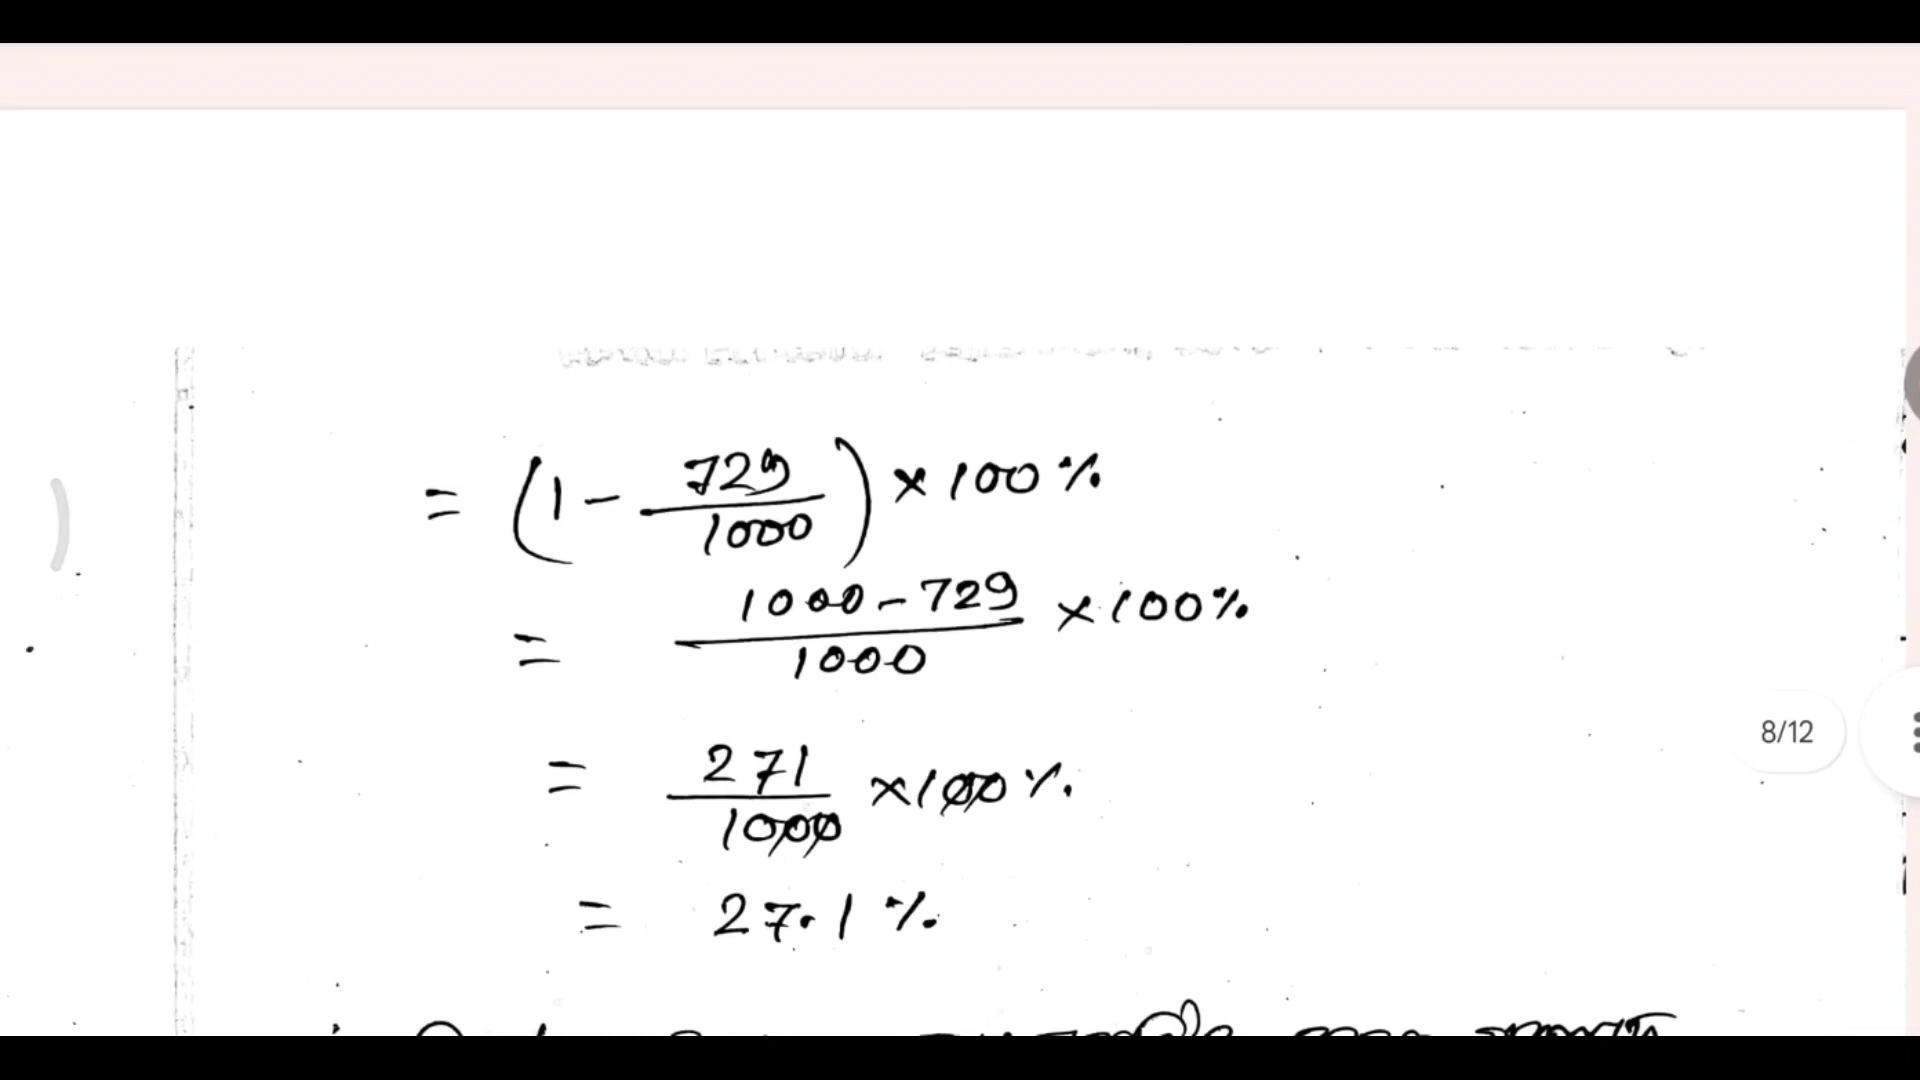 = (1 - 729/1000) × 100%
= 1000-729/1000 × 100%
8/12
= 271/1000 × 100%
= 27.1%